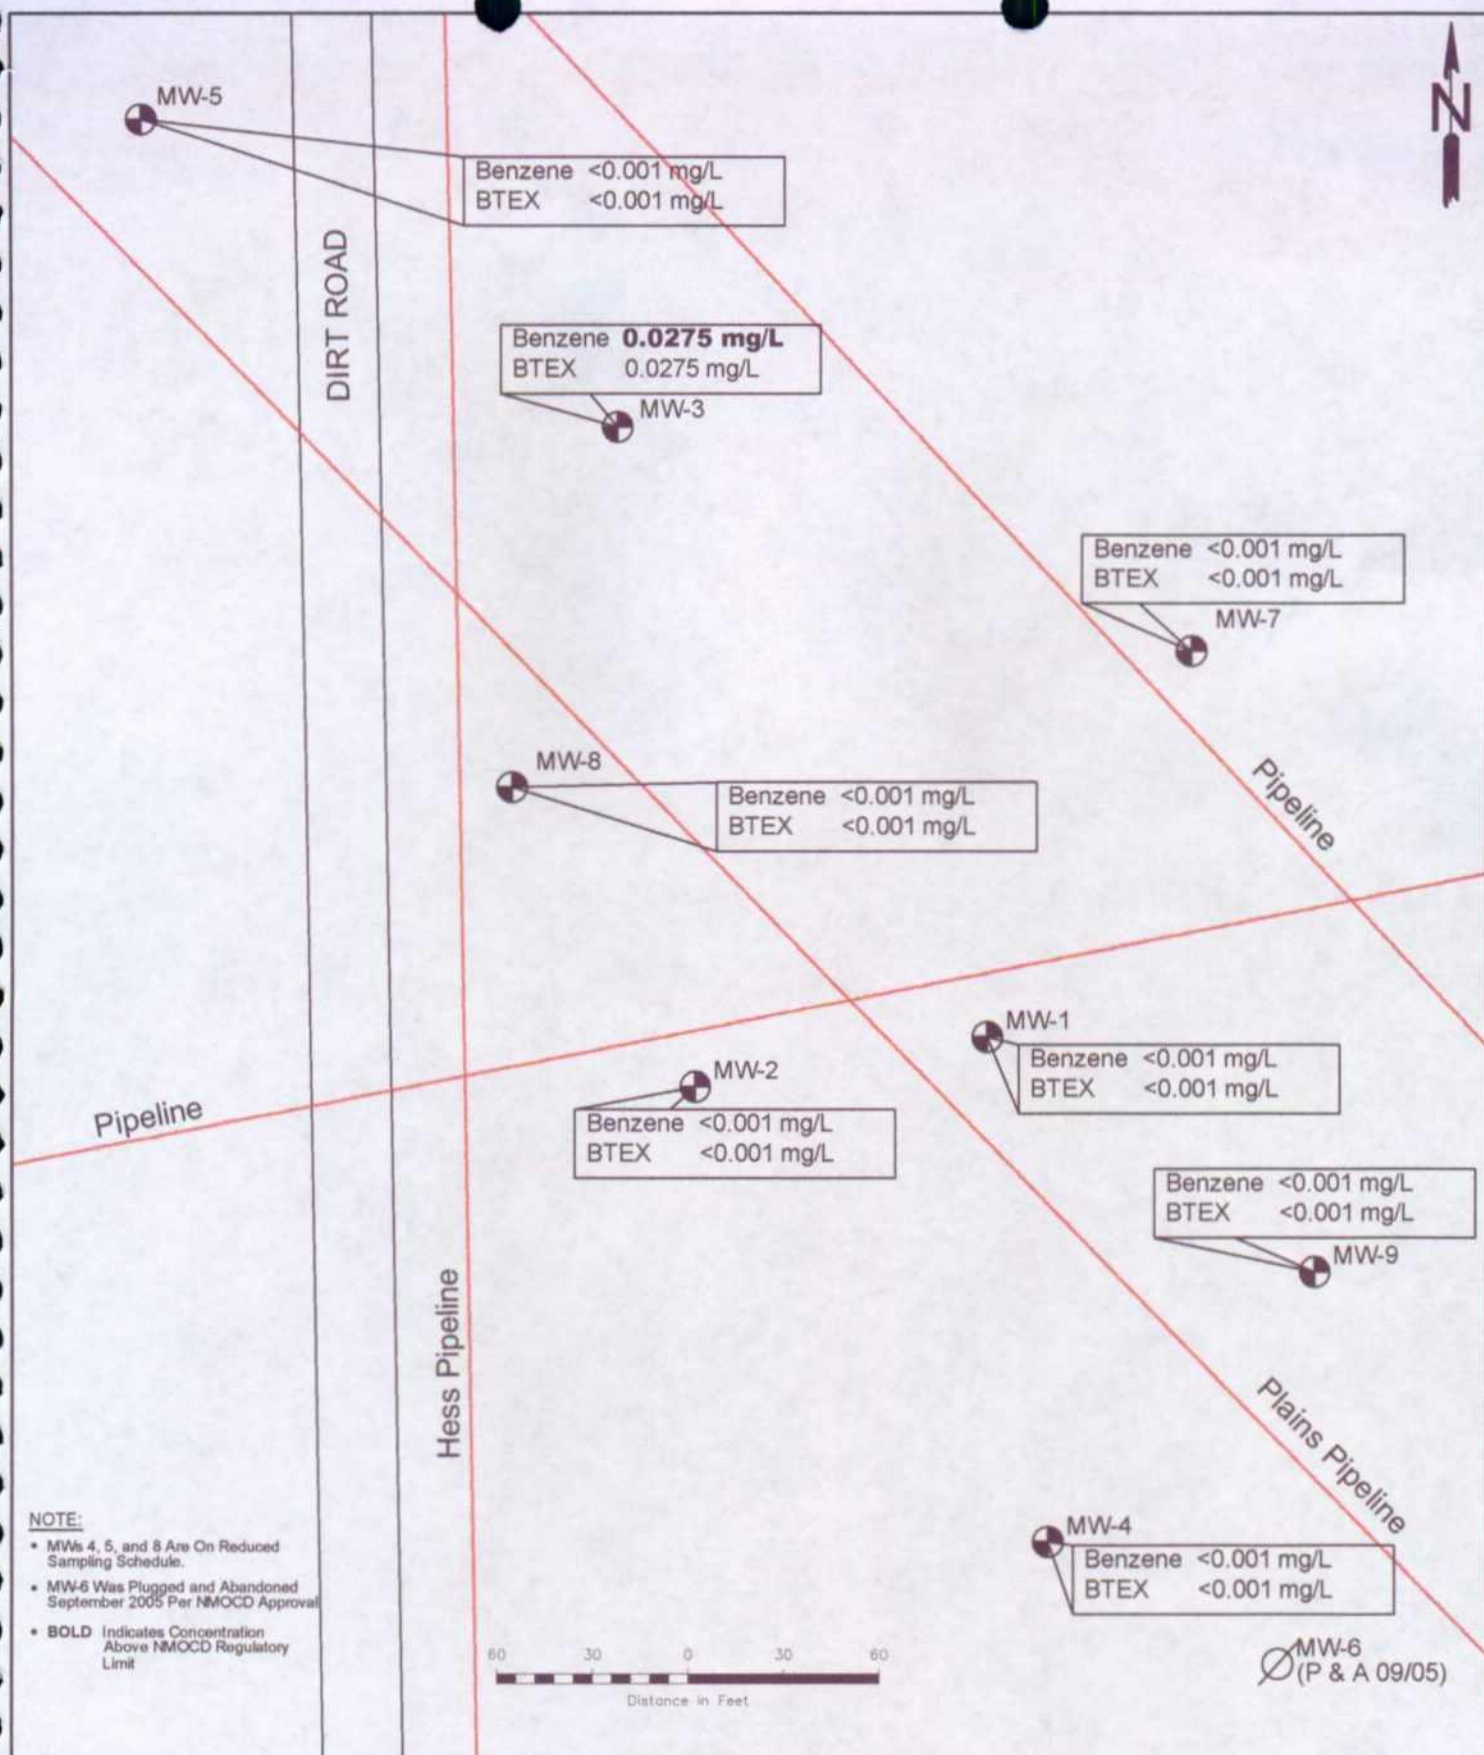 N
MW-5
Benzene <0.001 mg/L
BTEX <0.001 mg/L
DIRT ROAD
Benzene 0.0275 mg/L
BTEX 0.0275 mg/L
MW-3
Benzene <0.001 mg/L
BTEX <0.001 mg/L
MW-7
MW-8
Benzene <0.001 mg/L
BTEX <0.001 mg/L
Pipeline
MW-1
Benzene <0.001 mg/L
BTEX <0.001 mg/L
MW-2
Benzene <0.001 mg/L
BTEX <0.001 mg/L
Pipeline
Benzene <0.001 mg/L
BTEX <0.001 mg/L
MW-9
Hess Pipeline
Plains Pipeline
MW-4
Benzene <0.001 mg/L
BTEX <0.001 mg/L
MW-6
(P & A 09/05)
NOTE:
• MWs 4, 5, and 8 Are On Reduced
Sampling Schedule.
• MW-6 Was Plugged and Abandoned
September 2005 Per NMOCD Approval
• BOLD Indicates Concentration
Above NMOCD Regulatory
Limit
60 30 0 30 60
Distance in Feet